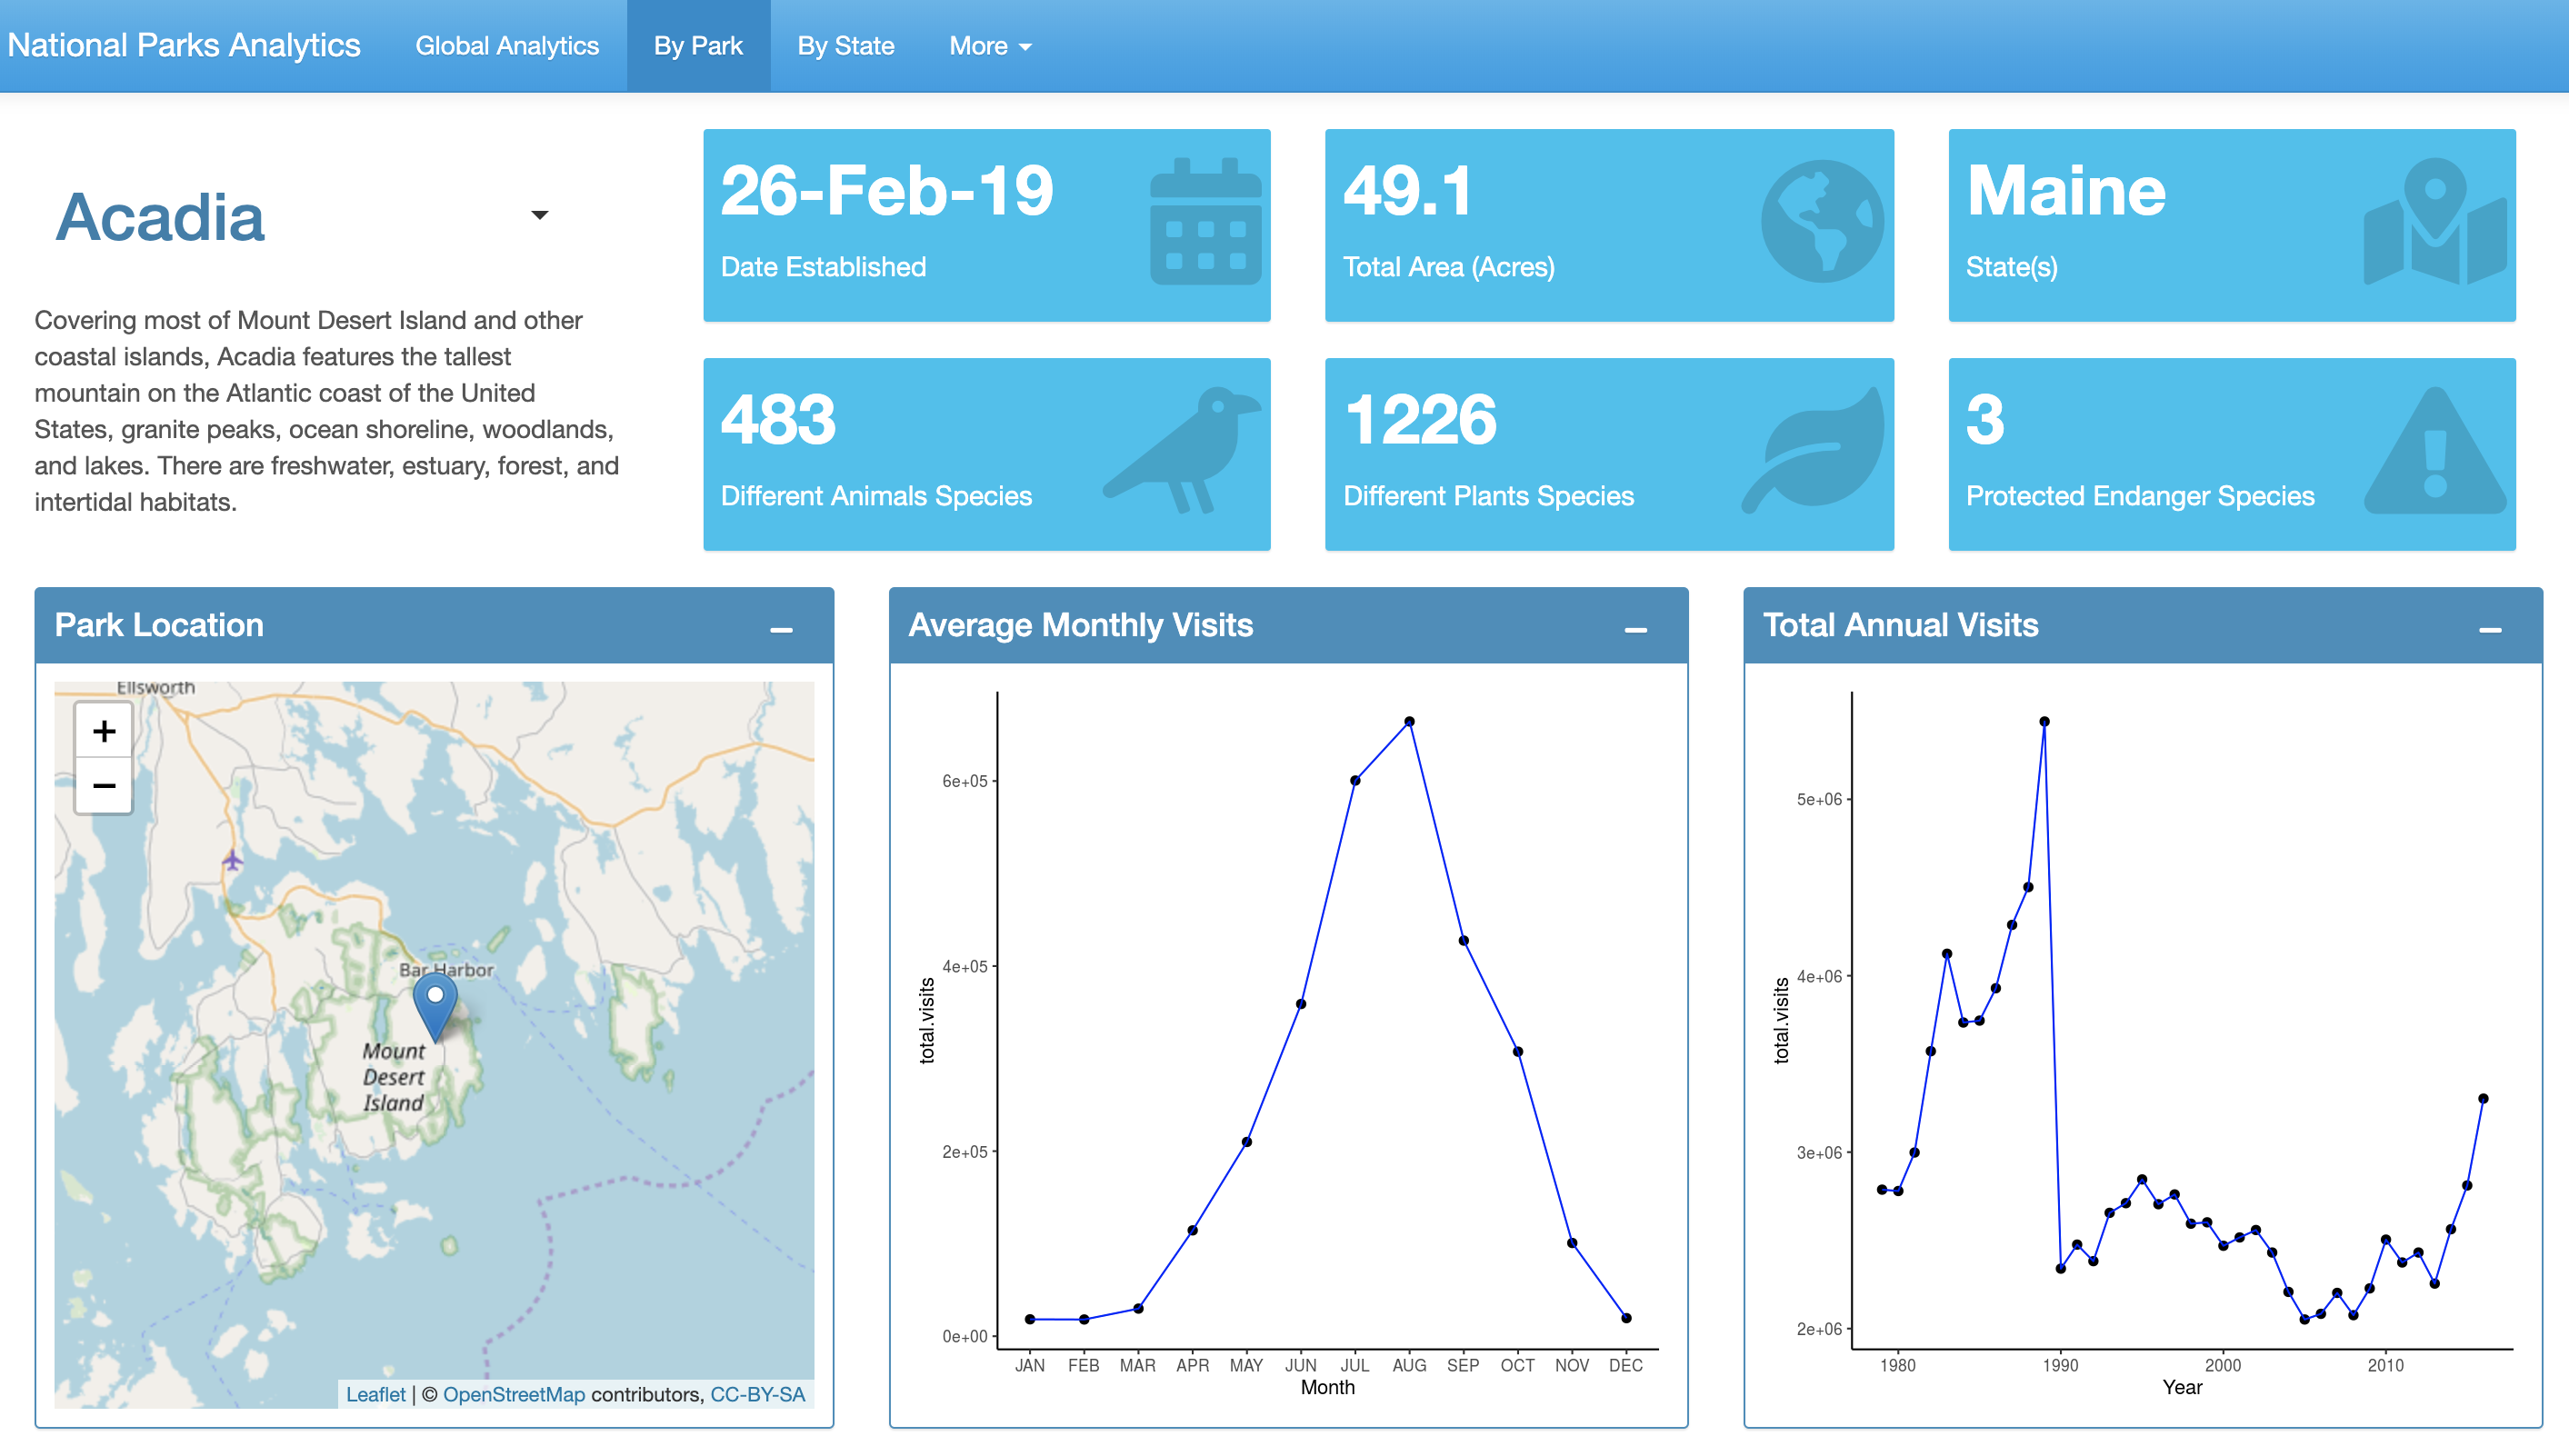 National Parks Analytics Global Analytics By Park By State More
Acadia
Covering most of Mount Desert Island and other
coastal islands, Acadia features the tallest
mountain on the Atlantic coast of the United
States, granite peaks, ocean shoreline, woodlands,
and lakes. There are freshwater, estuary, forest, and
intertidal habitats.
26-Feb-19
Date Established
49.1
Total Area (Acres)
Maine
State(s)
483
Different Animals Species
1226
Different Plants Species
3
Protected Endanger Species
Park Location
Ellsworth
+
−
Bar Harbor
Mount
Desert
Island
Leaflet | © OpenStreetMap contributors, CC-BY-SA
Average Monthly Visits
total.visits
6e+05
4e+05
2e+05
0e+00
JAN FEB MAR APR MAY JUN JUL AUG SEP OCT NOV DEC
Month
Total Annual Visits
total.visits
5e+06
4e+06
3e+06
2e+06
1980 1990 2000 2010
Year